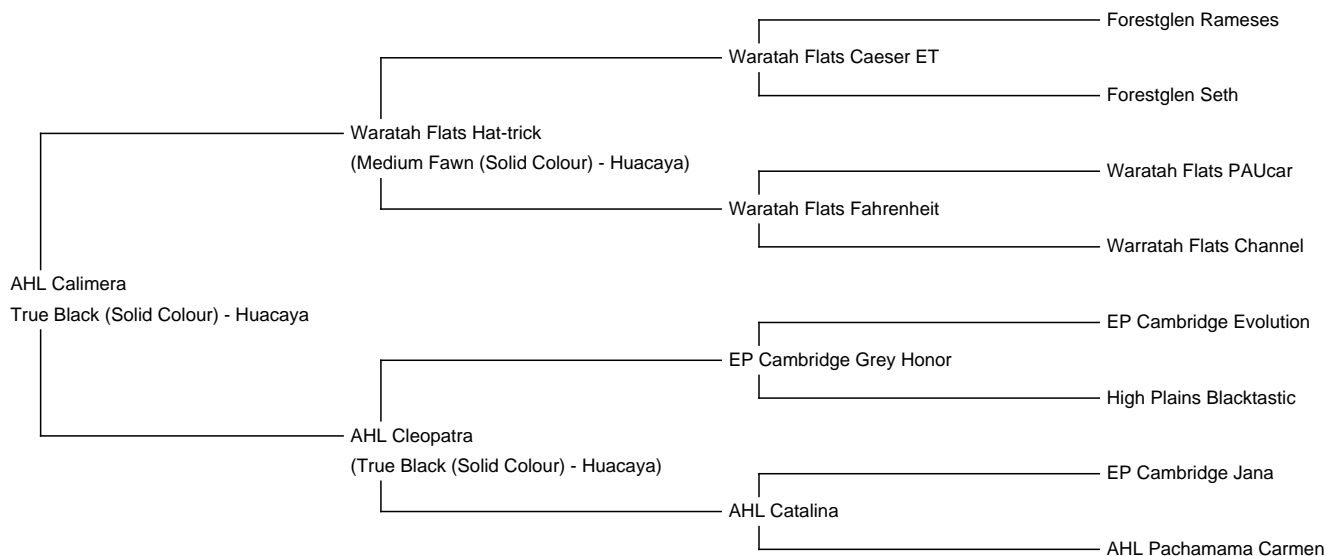 Forestglen Rameses
Waratah Flats Caeser ET
Forestglen Seth
Waratah Flats Hat-trick
(Medium Fawn (Solid Colour) - Huacaya)
Waratah Flats PAUcar
Waratah Flats Fahrenheit
Warratah Flats Channel
AHL Calimera
True Black (Solid Colour) - Huacaya
EP Cambridge Evolution
EP Cambridge Grey Honor
High Plains Blacktastic
AHL Cleopatra
(True Black (Solid Colour) - Huacaya)
EP Cambridge Jana
AHL Catalina
AHL Pachamama Carmen